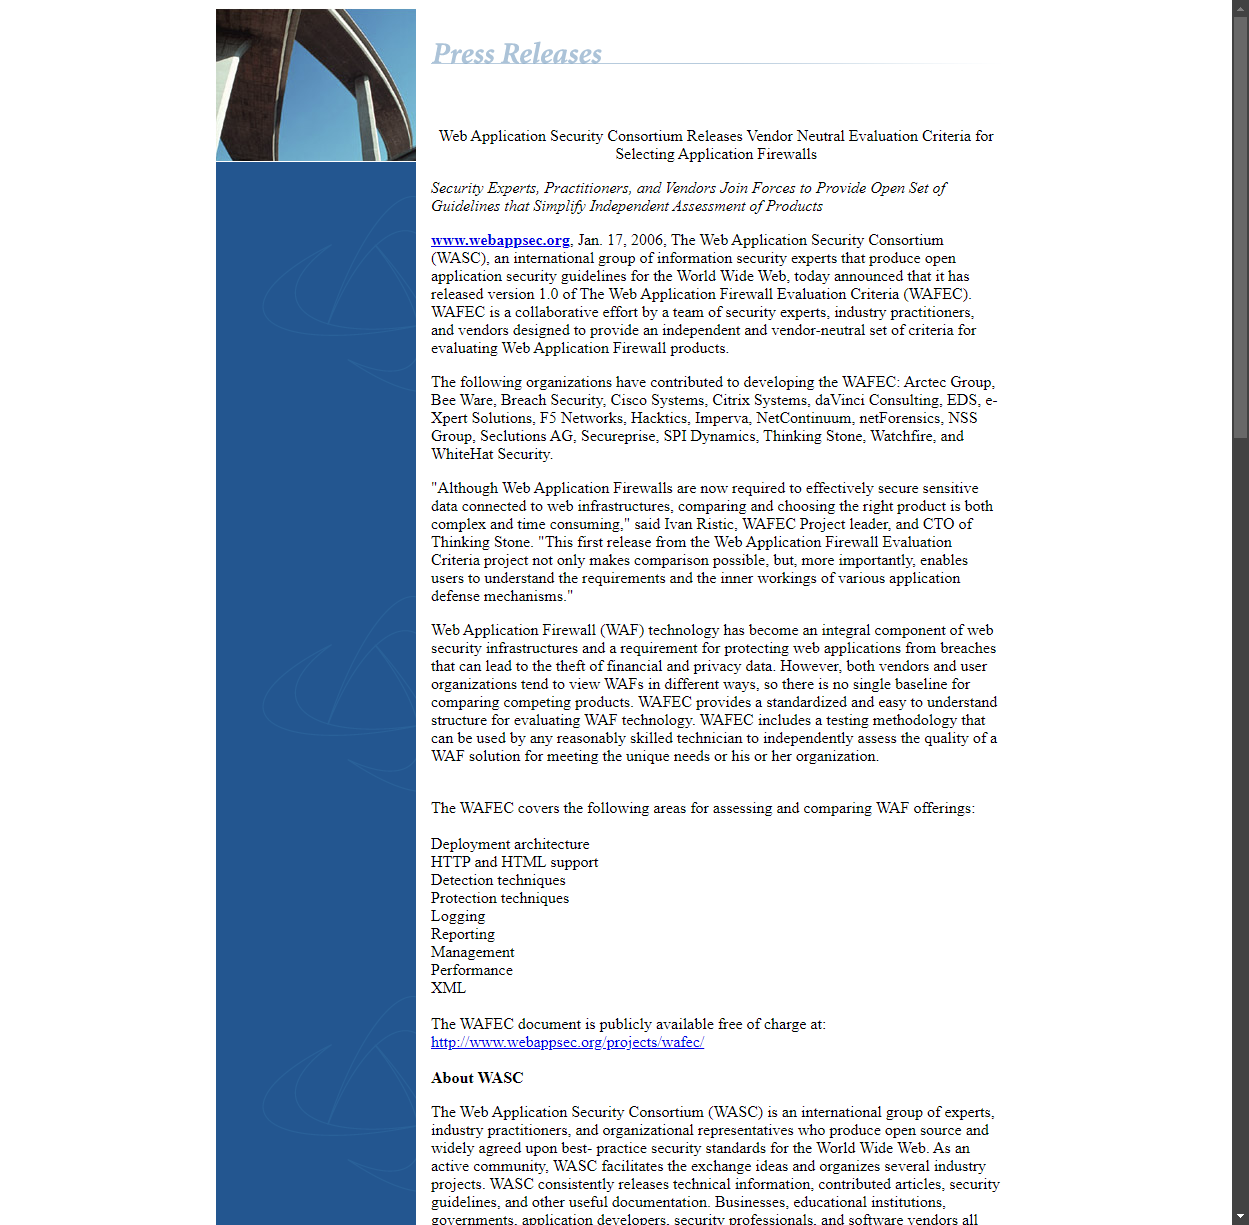 Press Releases
Web Application Security Consortium Releases Vendor Neutral Evaluation Criteria for
Selecting Application Firewalls
Security Experts, Practitioners, and Vendors Join Forces to Provide Open Set of
Guidelines that Simplify Independent Assessment of Products
www.webappsec.org, Jan. 17, 2006, The Web Application Security Consortium
(WASC), an international group of information security experts that produce open
application security guidelines for the World Wide Web, today announced that it has
released version 1.0 of The Web Application Firewall Evaluation Criteria (WAFEC).
WAFEC is a collaborative effort by a team of security experts, industry practitioners,
and vendors designed to provide an independent and vendor-neutral set of criteria for
evaluating Web Application Firewall products.
The following organizations have contributed to developing the WAFEC: Arctec Group,
Bee Ware, Breach Security, Cisco Systems, Citrix Systems, daVinci Consulting, EDS, e-
Xpert Solutions, F5 Networks, Hacktics, Imperva, NetContinuum, netForensics, NSS
Group, Seclutions AG, Secureprise, SPI Dynamics, Thinking Stone, Watchfire, and
WhiteHat Security.
"Although Web Application Firewalls are now required to effectively secure sensitive
data connected to web infrastructures, comparing and choosing the right product is both
complex and time consuming," said Ivan Ristic, WAFEC Project leader, and CTO of
Thinking Stone. "This first release from the Web Application Firewall Evaluation
Criteria project not only makes comparison possible, but, more importantly, enables
users to understand the requirements and the inner workings of various application
defense mechanisms."
Web Application Firewall (WAF) technology has become an integral component of web
security infrastructures and a requirement for protecting web applications from breaches
that can lead to the theft of financial and privacy data. However, both vendors and user
organizations tend to view WAFs in different ways, so there is no single baseline for
comparing competing products. WAFEC provides a standardized and easy to understand
structure for evaluating WAF technology. WAFEC includes a testing methodology that
can be used by any reasonably skilled technician to independently assess the quality of a
WAF solution for meeting the unique needs or his or her organization.
The WAFEC covers the following areas for assessing and comparing WAF offerings:
Deployment architecture
HTTP and HTML support
Detection techniques
Protection techniques
Logging
Reporting
Management
Performance
XML
The WAFEC document is publicly available free of charge at:
http://www.webappsec.org/projects/wafec/
About WASC
The Web Application Security Consortium (WASC) is an international group of experts,
industry practitioners, and organizational representatives who produce open source and
widely agreed upon best- practice security standards for the World Wide Web. As an
active community, WASC facilitates the exchange ideas and organizes several industry
projects. WASC consistently releases technical information, contributed articles, security
guidelines, and other useful documentation. Businesses, educational institutions,
governments, application developers, security professionals, and software vendors all